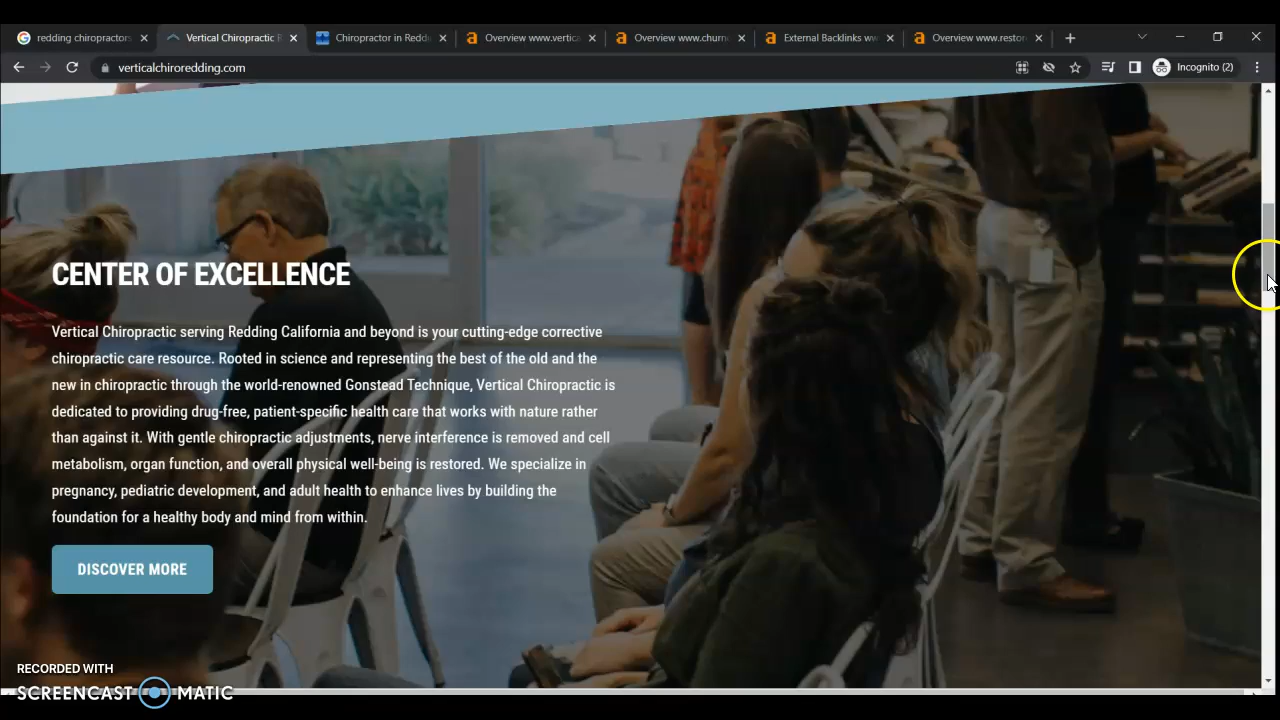 redding chiropractors
Vertical Chiropractic R
Chiropractor in Reddi
Overview www.vertica
Overview www.churn
External Backlinks ww
Overview www.restor
verticalchiroredding.com
Incognito (2)
CENTER OF EXCELLENCE
Vertical Chiropractic serving Redding California and beyond is your cutting-edge corrective
chiropractic care resource. Rooted in science and representing the best of the old and the
new in chiropractic through the world-renowned Gonstead Technique, Vertical Chiropractic is
dedicated to providing drug-free, patient-specific health care that works with nature rather
than against it. With gentle chiropractic adjustments, nerve interference is removed and cell
metabolism, organ function, and overall physical well-being is restored. We specialize in
pregnancy, pediatric development, and adult health to enhance lives by building the
foundation for a healthy body and mind from within.
DISCOVER MORE
RECORDED WITH
SCREENCAST MATIC